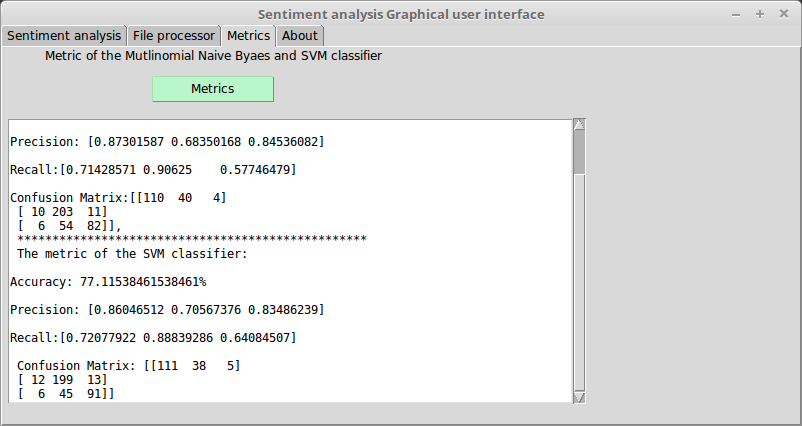 Sentiment analysis Graphical user interface
Sentiment analysis File processor Metrics About
Metric of the Mutlinomial Naive Byaes and SVM classifier
Metrics
Precision: [0.87301587 0.68350168 0.84536082]
Recall:[0.71428571 0.90625    0.57746479]
Confusion Matrix:[[110  40   4]
[ 10 203  11]
[  6  54  82]],
**************************************************
The metric of the SVM classifier:
Accuracy: 77.11538461538461%
Precision: [0.86046512 0.70567376 0.83486239]
Recall:[0.72077922 0.88839286 0.64084507]
Confusion Matrix: [[111  38   5]
[ 12 199  13]
[  6  45  91]]